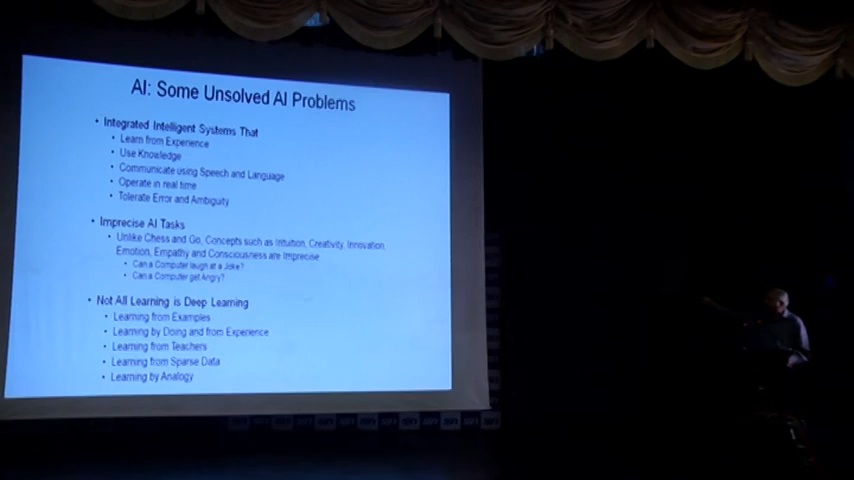 AI: Some Unsolved AI Problems
• Integrated Intelligent Systems That
• Learn from Experience
• Use Knowledge
• Communicate using Speech and Language
• Operate in real time
• Tolerate Error and Ambiguity
• Imprecise AI Tasks
• Unlike Chess and Go, Concepts such as Intuition, Creativity, Innovation,
Emotion, Empathy and Consciousness are Imprecise
• Can a Computer laugh at a Joke?
• Can a Computer get Angry?
• Not All Learning is Deep Learning
• Learning from Examples
• Learning by Doing and from Experience
• Learning from Teachers
• Learning from Sparse Data
• Learning by Analogy